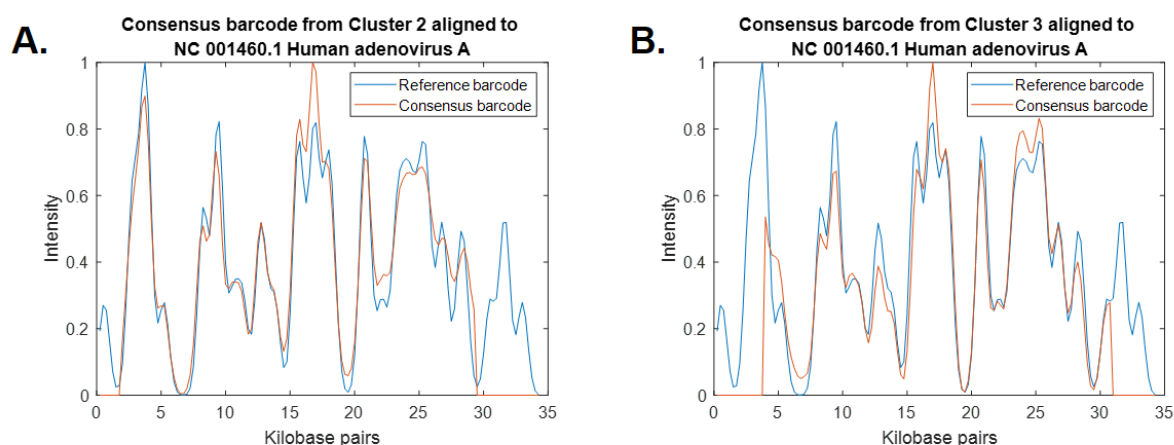 A.
Consensus barcode from Cluster 2 aligned to
NC 001460.1 Human adenovirus A
Reference barcode
Consensus barcode
Intensity
1
0.8
0.6
0.4
0.2
0
0 5 10 15 20 25 30 35
Kilobase pairs
B.
Consensus barcode from Cluster 3 aligned to
NC 001460.1 Human adenovirus A
Reference barcode
Consensus barcode
Intensity
1
0.8
0.6
0.4
0.2
0
0 5 10 15 20 25 30 35
Kilobase pairs